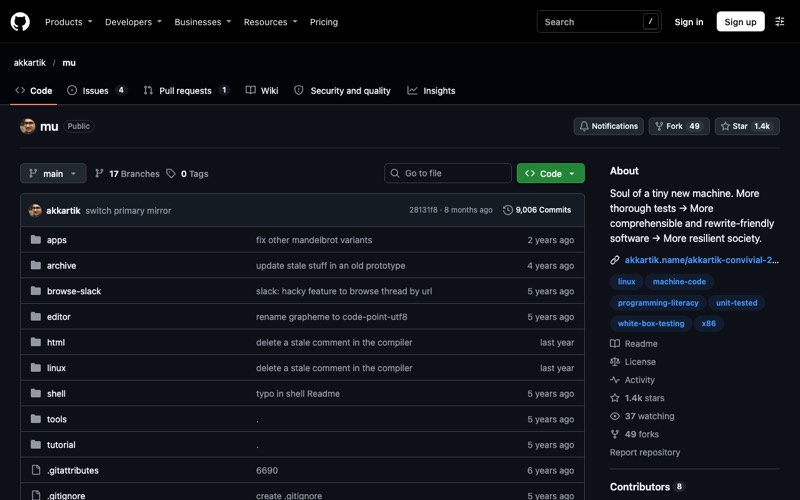 Products Developers Businesses Resources Pricing Search / Sign in Sign up
akkartik / mu
Code Issues 4 Pull requests 1 Wiki Security and quality Insights
mu Public Notifications Fork 49 Star 1.4k
main 17 Branches 0 Tags Go to file Code
akkartik switch primary mirror 28131f8 · 8 months ago 9,006 Commits
apps fix other mandelbrot variants 2 years ago
archive update stale stuff in an old prototype 4 years ago
browse-slack slack: hacky feature to browse thread by url 5 years ago
editor rename grapheme to code-point-utf8 5 years ago
html delete a stale comment in the compiler last year
linux delete a stale comment in the compiler last year
shell typo in shell Readme 5 years ago
tools . 5 years ago
tutorial . 5 years ago
.gitattributes 6690 6 years ago
.gitignore create .gitignore 5 years ago
About
Soul of a tiny new machine. More
thorough tests → More
comprehensible and rewrite-friendly
software → More resilient society.
akkartik.name/akkartik-convivial-2...
linux machine-code
programming-literacy unit-tested
white-box-testing x86
Readme
License
Activity
1.4k stars
37 watching
49 forks
Report repository
Contributors 8